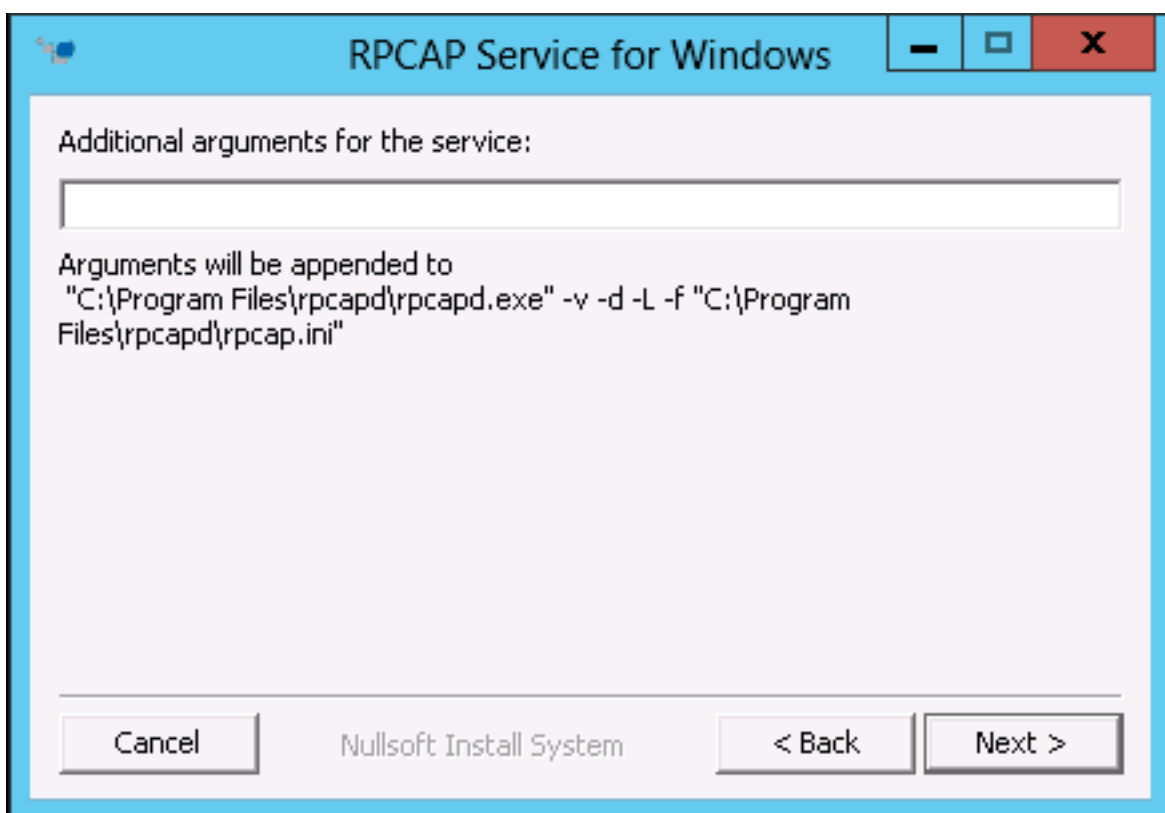 RPCAP Service for Windows
Additional arguments for the service:
Arguments will be appended to
"C:\Program Files\rpcapd\rpcapd.exe" -v -d -L -f "C:\Program
Files\rpcapd\rpcap.ini"
Cancel
Nullsoft Install System
< Back
Next >